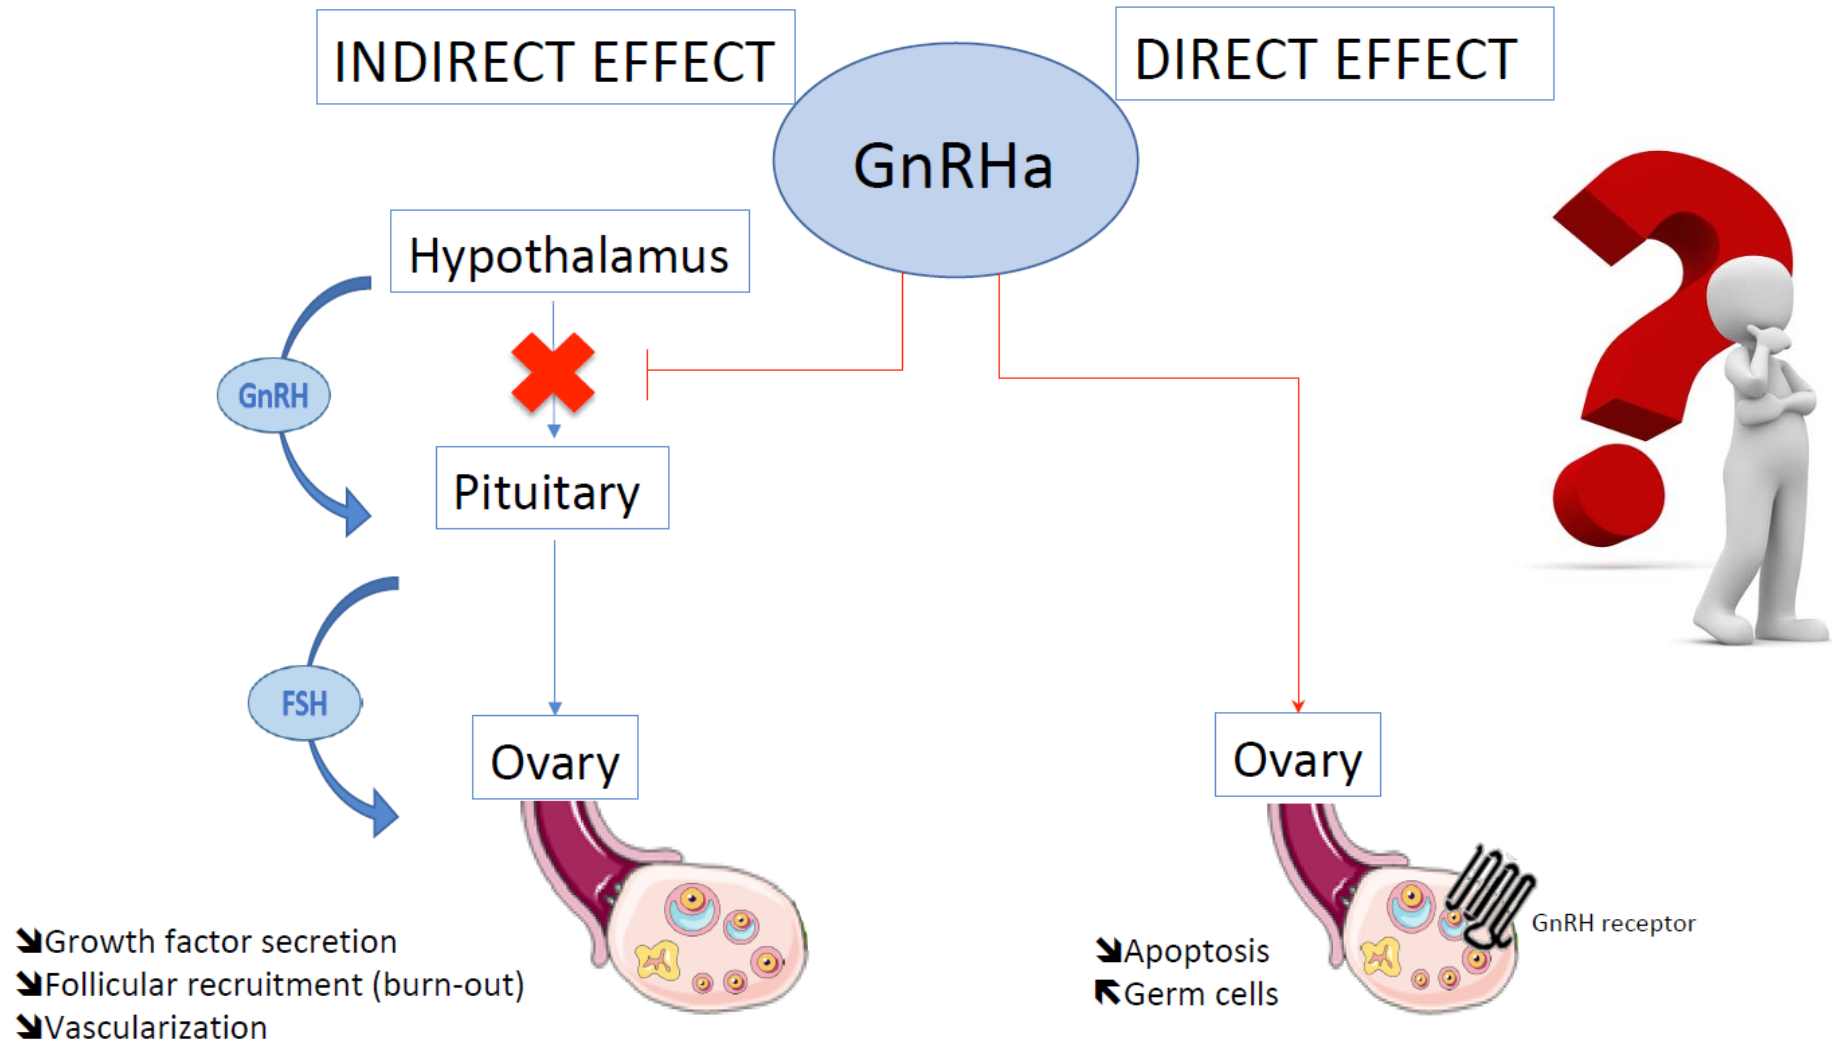 INDIRECT EFFECT
DIRECT EFFECT
GnRHa
Hypothalamus
GnRH
Pituitary
FSH
Ovary
Ovary
GnRH receptor
↘Growth factor secretion
↘Follicular recruitment (burn-out)
↘Vascularization
↘Apoptosis
↖Germ cells